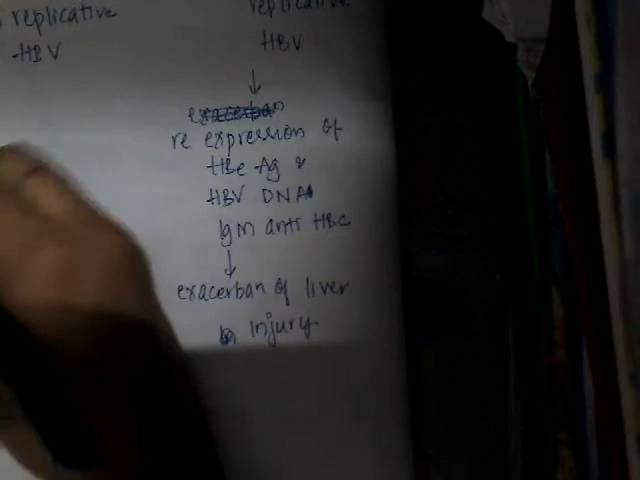 replicative
HBV
replicative
HBV
re expression of
HBe Ag &
HBV DNA
IgM anti HBC
exacerban of liver
injury